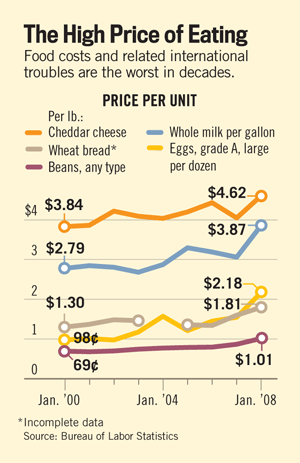 The High Price of Eating
Food costs and related international
troubles are the worst in decades.
PRICE PER UNIT
Per lb.:
Cheddar cheese
Wheat bread*
Beans, any type
Whole milk per gallon
Eggs, grade A, large
per dozen
$4
3
2
1
0
$3.84
$4.62
$2.79
$3.87
$1.30
$2.18
$1.81
98¢
69¢
$1.01
Jan. '00
Jan. '04
Jan. '08
*Incomplete data
Source: Bureau of Labor Statistics